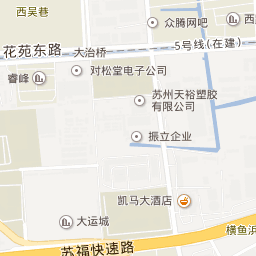 西吴巷
众腾网吧
花苑东路
大治桥
5号线(在建)
睿峰
对松堂电子公司
苏州天裕塑胶
有限公司
振立企业
凯马大酒店
大运城
横鱼浜
苏福快速路